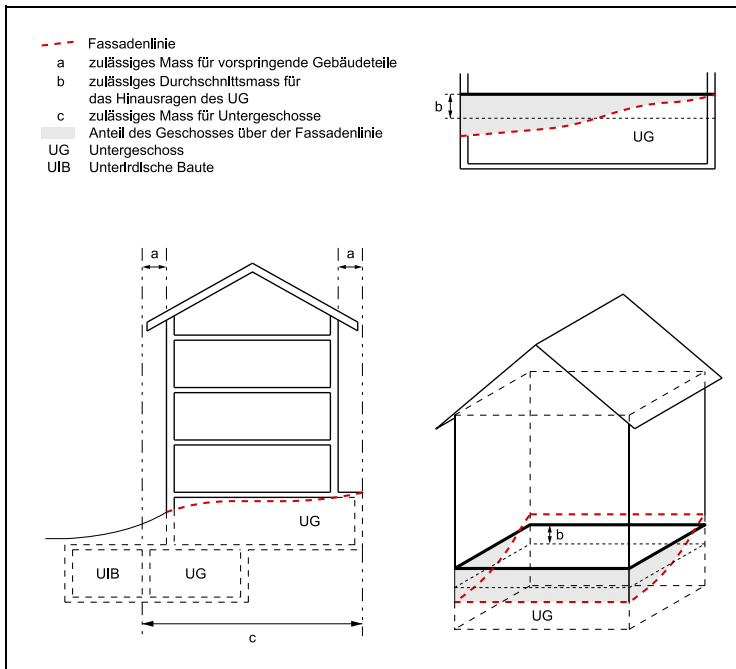 Fassadenlinie
a zulässiges Mass für vorspringende Gebäudeteile
b zulässiges Durchschnittsmass für
das Hinausragen des UG
c zulässiges Mass für Untergeschosse
Anteil des Geschosses über der Fassadenlinie
UG Untergeschoss
UIB Unterirdische Baute
b
UG
a
a
UG
UIB
UG
c
b
UG